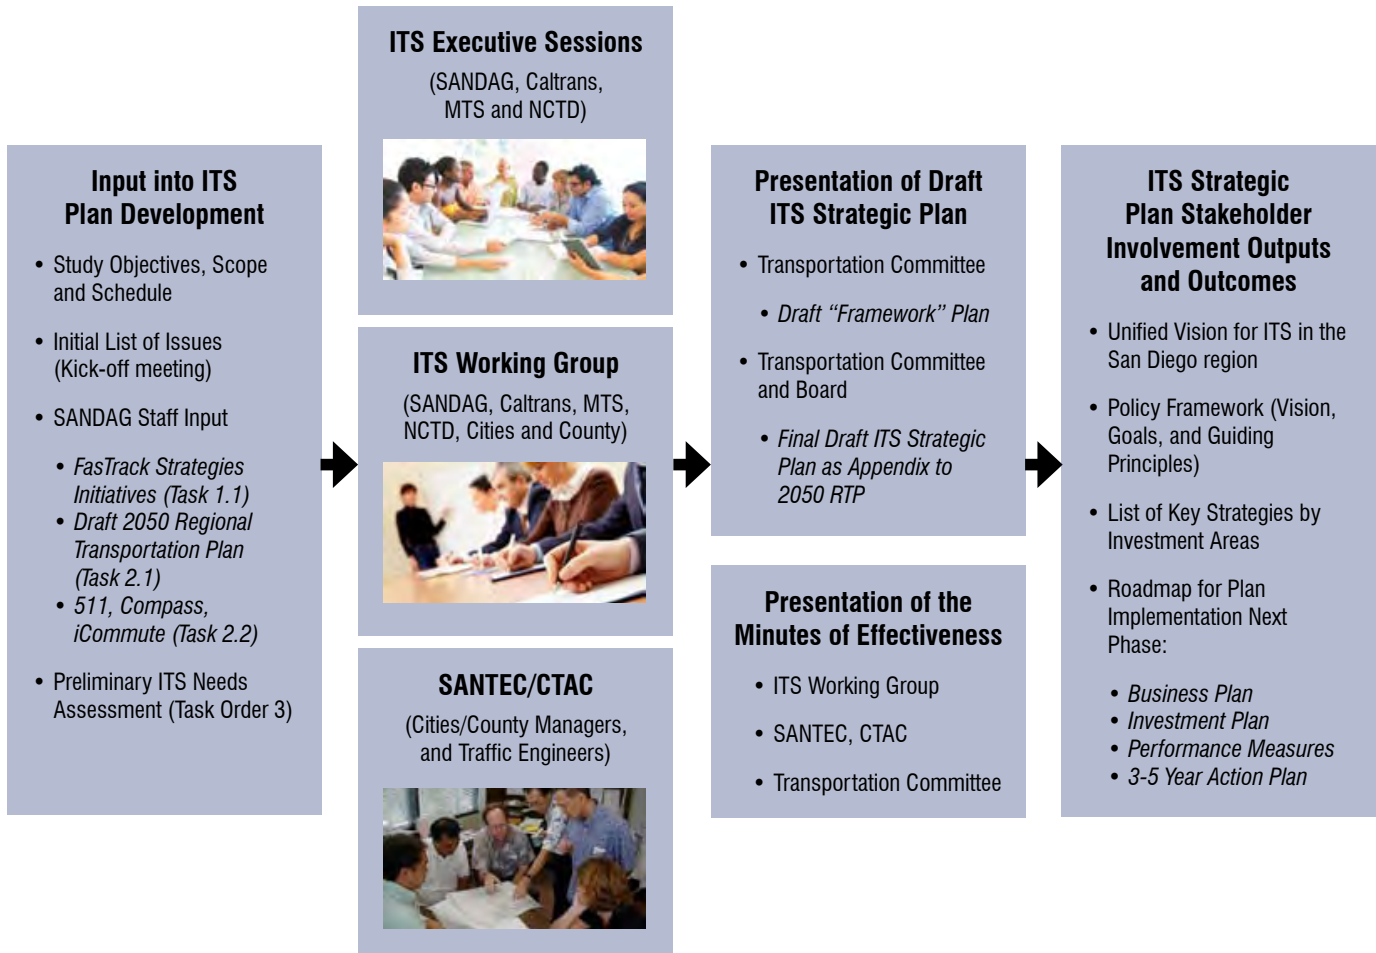 Input into ITS
Plan Development
• Study Objectives, Scope
and Schedule
• Initial List of Issues
(Kick-off meeting)
• SANDAG Staff Input
• FasTrack Strategies
Initiatives (Task 1.1)
• Draft 2050 Regional
Transportation Plan
(Task 2.1)
• 511, Compass,
iCommute (Task 2.2)
• Preliminary ITS Needs
Assessment (Task Order 3)
ITS Executive Sessions
(SANDAG, Caltrans,
MTS and NCTD)
ITS Working Group
(SANDAG, Caltrans, MTS,
NCTD, Cities and County)
SANTEC/CTAC
(Cities/County Managers,
and Traffic Engineers)
Presentation of Draft
ITS Strategic Plan
• Transportation Committee
• Draft “Framework” Plan
• Transportation Committee
and Board
• Final Draft ITS Strategic
Plan as Appendix to
2050 RTP
Presentation of the
Minutes of Effectiveness
• ITS Working Group
• SANTEC, CTAC
• Transportation Committee
ITS Strategic
Plan Stakeholder
Involvement Outputs
and Outcomes
• Unified Vision for ITS in the
San Diego region
• Policy Framework (Vision,
Goals, and Guiding
Principles)
• List of Key Strategies by
Investment Areas
• Roadmap for Plan
Implementation Next
Phase:
• Business Plan
• Investment Plan
• Performance Measures
• 3-5 Year Action Plan